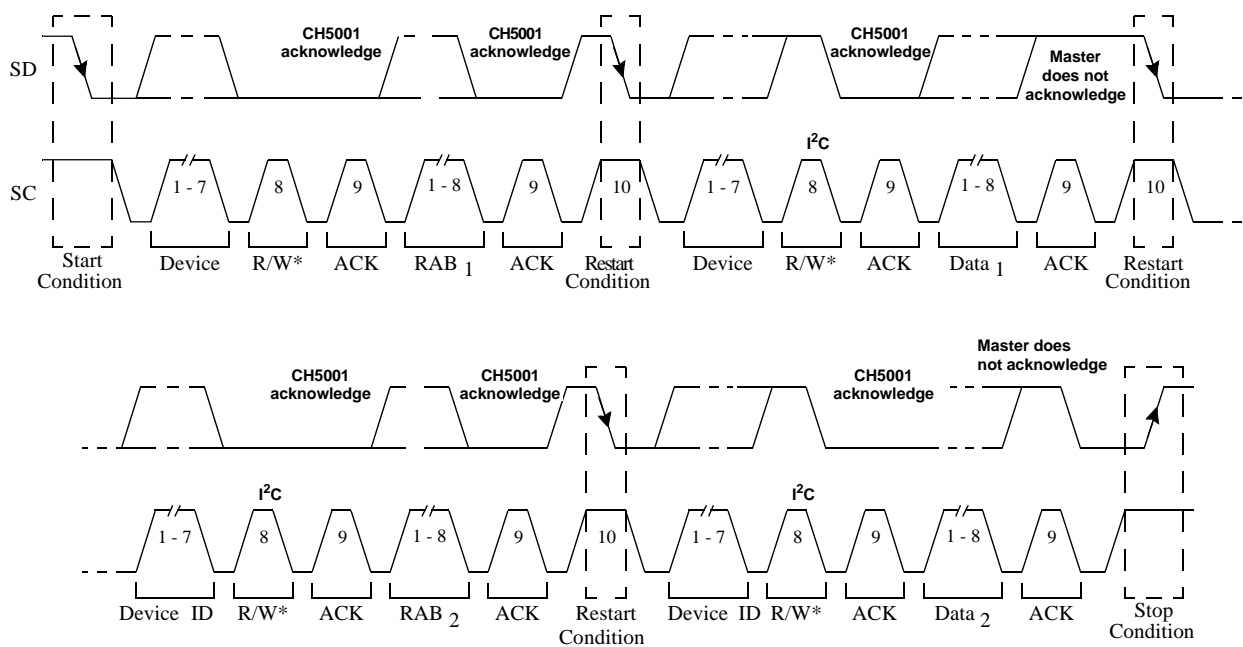 CH5001 acknowledge
CH5001 acknowledge
CH5001 acknowledge
SD
Master does not acknowledge
I²C
SC
1 - 7
8
9
1 - 8
9
10
1 - 7
8
9
1 - 8
9
10
Start Condition
Device
R/W*
ACK
RAB 1
ACK
Restart Condition
Device
R/W*
ACK
Data 1
ACK
Restart Condition
CH5001 acknowledge
CH5001 acknowledge
CH5001 acknowledge
Master does not acknowledge
I²C
I²C
1 - 7
8
9
1 - 8
9
10
1 - 7
8
9
1 - 8
9
Device ID
R/W*
ACK
RAB 2
ACK
Restart Condition
Device ID
R/W*
ACK
Data 2
ACK
Stop Condition